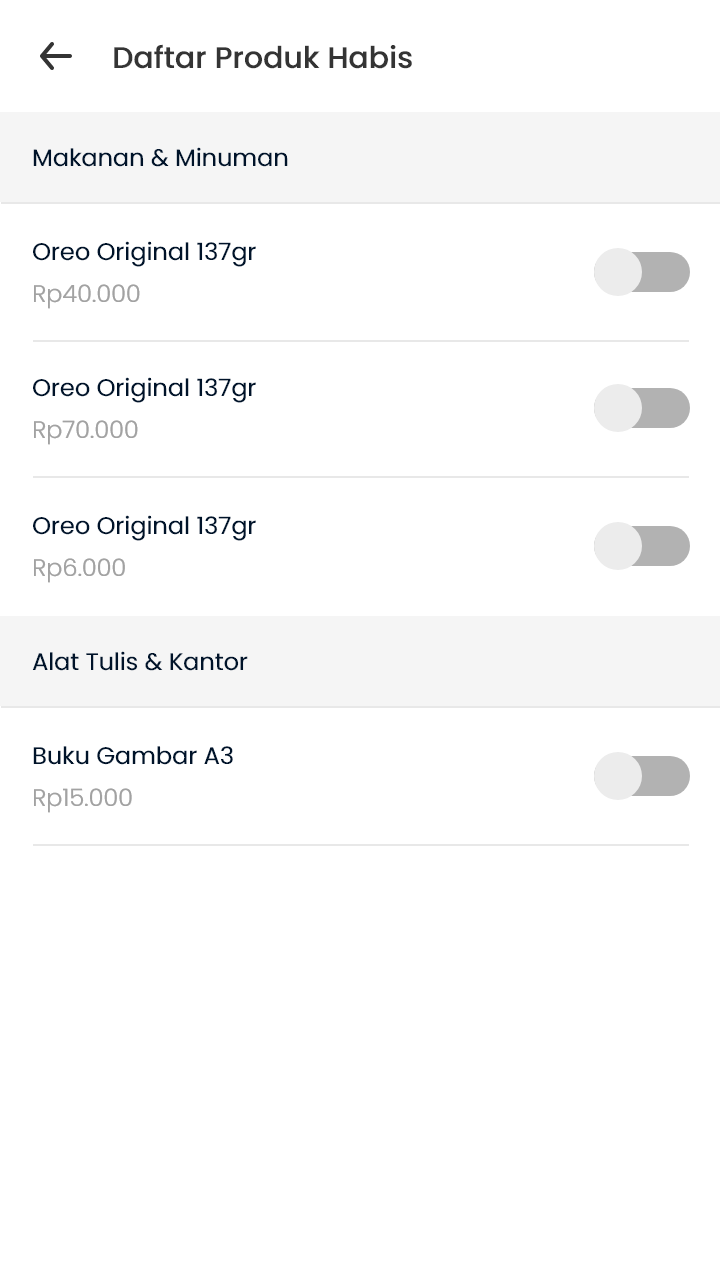 Daftar Produk Habis
Makanan & Minuman
Oreo Original 137gr
Rp40.000
Oreo Original 137gr
Rp70.000
Oreo Original 137gr
Rp6.000
Alat Tulis & Kantor
Buku Gambar A3
Rp15.000